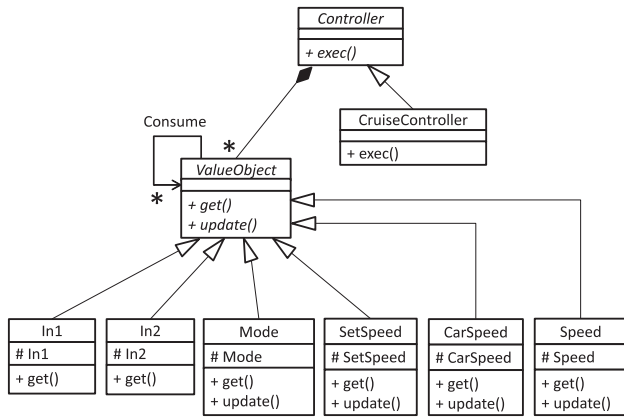 Controller
+ exec()
CruiseController
+ exec()
Consume
*
*
ValueObject
+ get()
+ update()
In1
# In1
+ get()
In2
# In2
+ get()
Mode
# Mode
+ get()
+ update()
SetSpeed
# SetSpeed
+ get()
+ update()
CarSpeed
# CarSpeed
+ get()
+ update()
Speed
# Speed
+ get()
+ update()